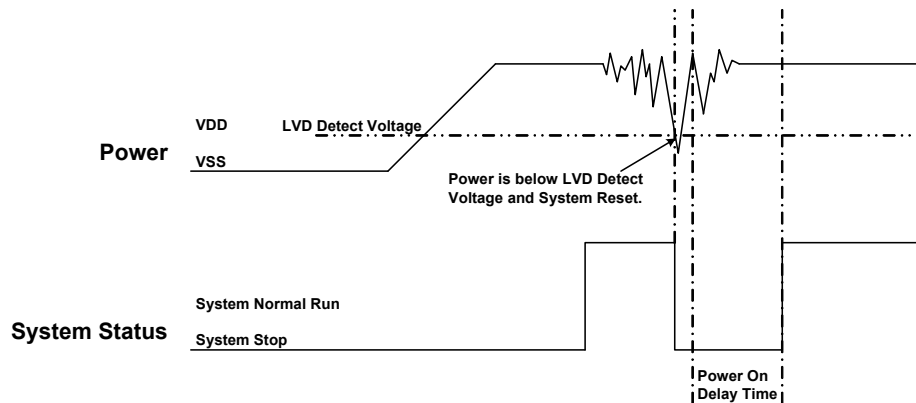 VDD
LVD Detect Voltage
Power
VSS
Power is below LVD Detect
Voltage and System Reset.
System Normal Run
System Status
System Stop
Power On
Delay Time